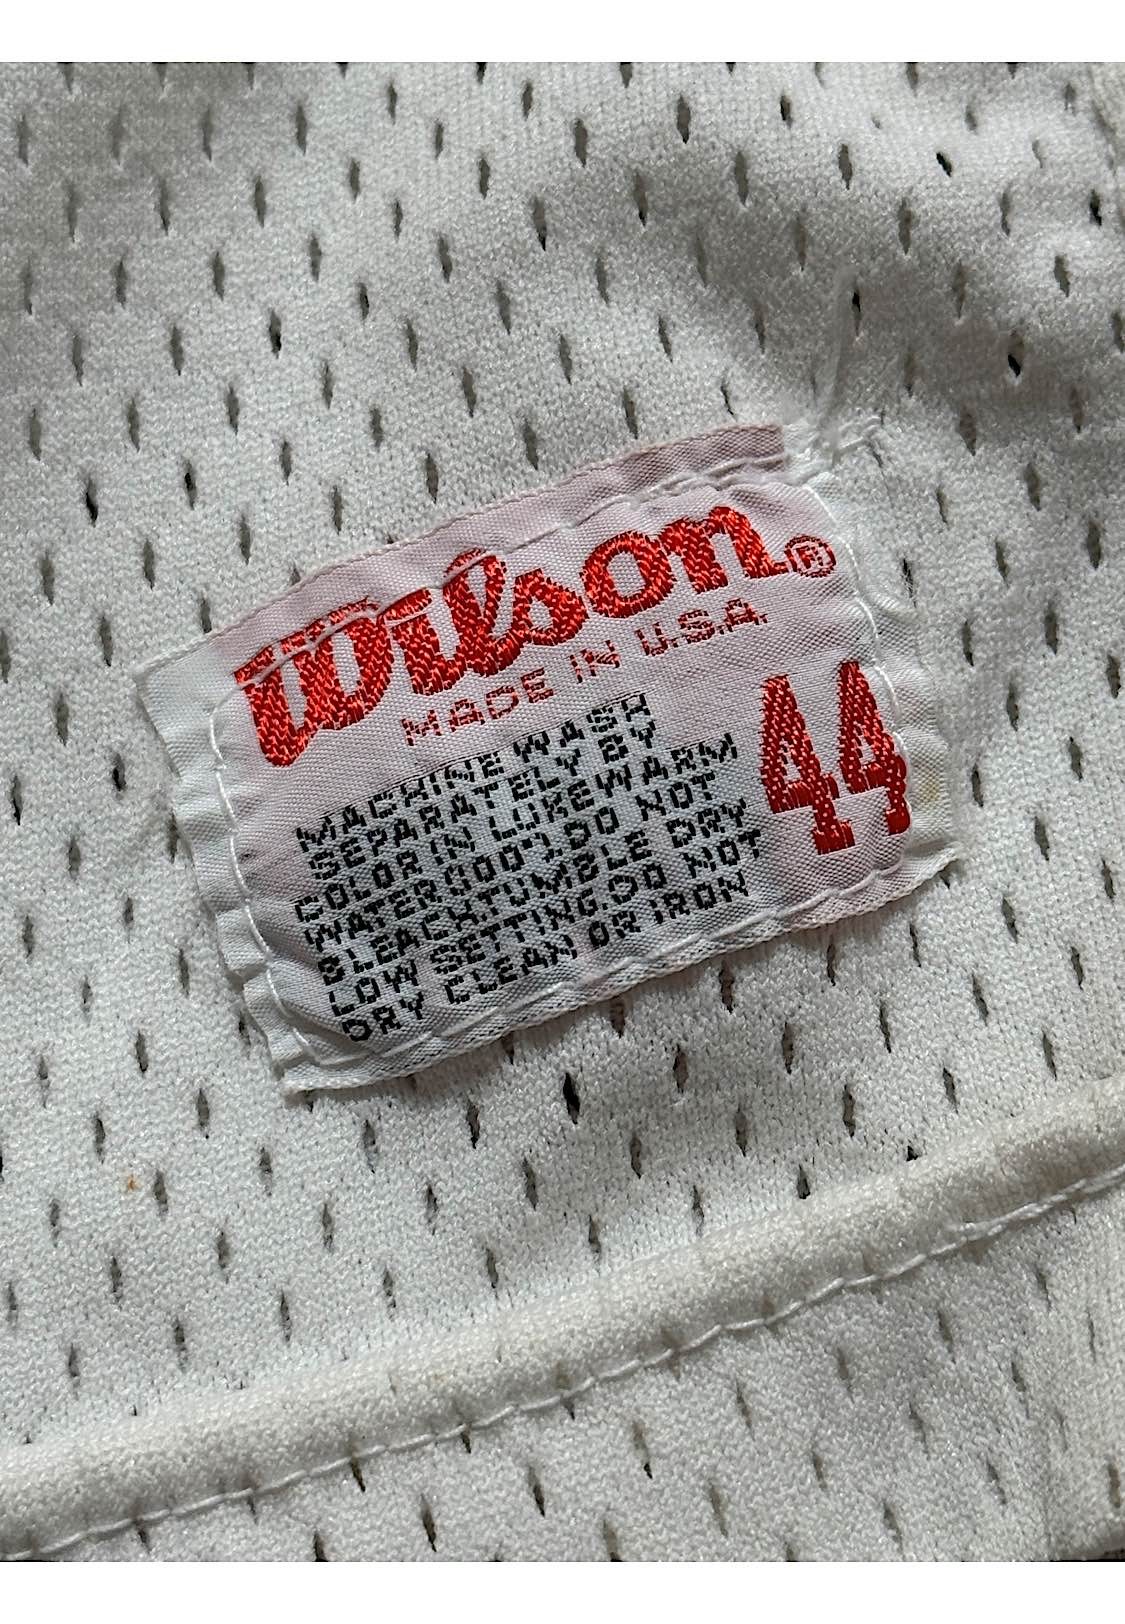 Wilson®
MADE IN U.S.A.
44
MACHINE WASH
SEPARATELY BY
COLOR IN LUKEWARM
WATER(100°).DO NOT
BLEACH.TUMBLE DRY
LOW SETTING.DO NOT
DRY CLEAN OR IRON